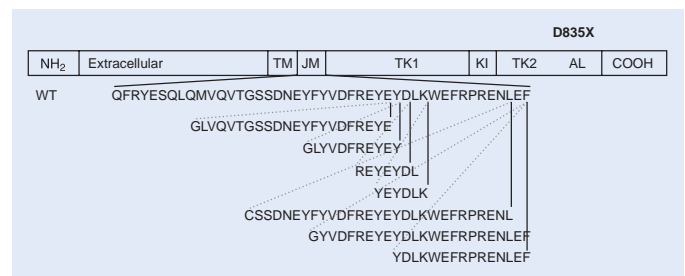 D835X
NH₂ Extracellular TM JM TK1 KI TK2 AL COOH
WT QFRYESQLQMVQVTGSSDNEYFYVDFREYEYDLKWEFRPRENLEF
GLVQVTGSSDNEYFYVDFREYE
GLYVDFREYEY
REYEYDL
YEYDLK
CSSDNEYFYVDFREYEYDLKWEFRPRENL
GYVDFREYEYDLKWEFRPRENLEF
YDLKWEFRPRENLEF